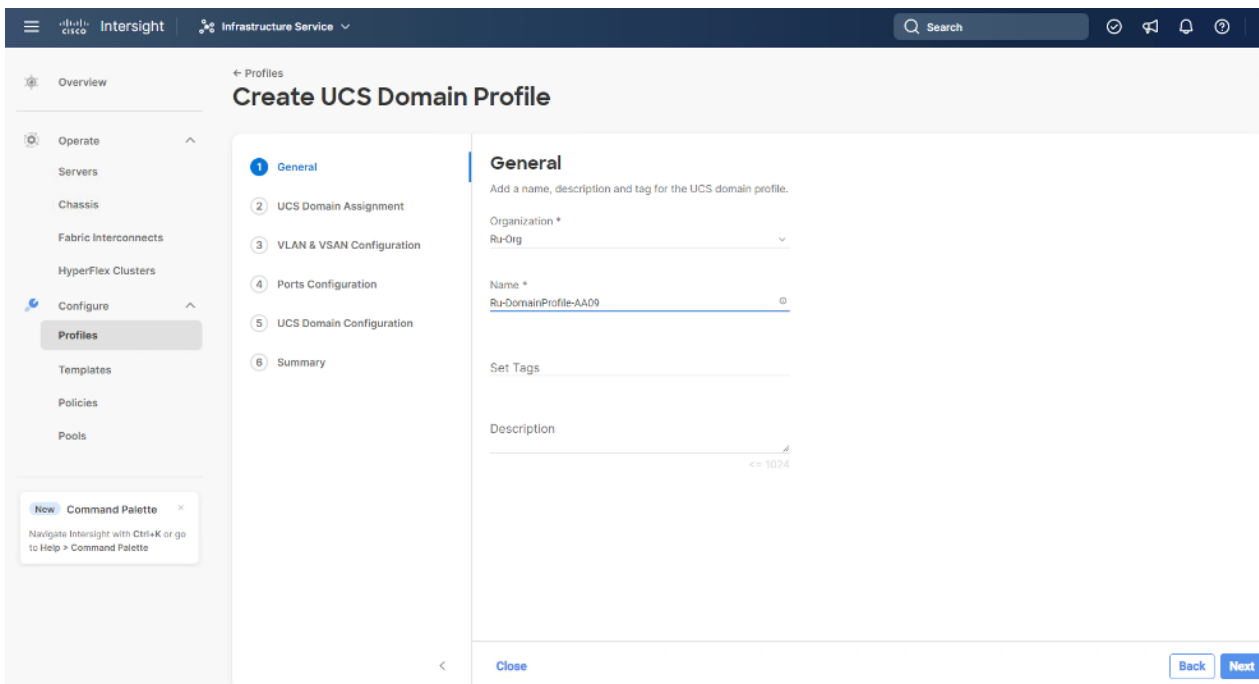 cisco Intersight
Infrastructure Service
Search
Overview
Operate
Servers
Chassis
Fabric Interconnects
HyperFlex Clusters
Configure
Profiles
Templates
Policies
Pools
New Command Palette ×
Navigate Intersight with Ctrl+K or go
to Help > Command Palette
← Profiles
Create UCS Domain Profile
1 General
2 UCS Domain Assignment
3 VLAN & VSAN Configuration
4 Ports Configuration
5 UCS Domain Configuration
6 Summary
General
Add a name, description and tag for the UCS domain profile.
Organization *
Ru-Org
Name *
Ru-DomainProfile-AA09
Set Tags
Description
<= 1024
Close
Back
Next